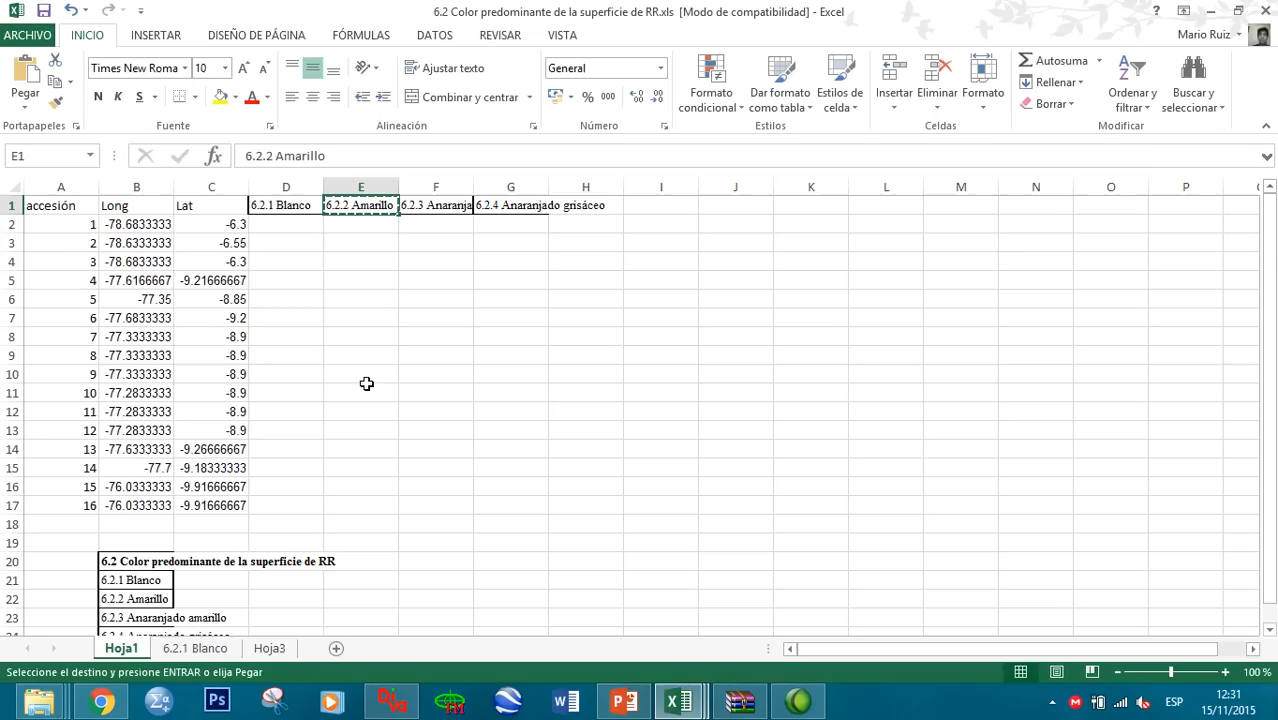 6.2 Color predominante de la superficie de RR.xls [Modo de compatibilidad] - Excel
ARCHIVO INICIO INSERTAR DISEÑO DE PÁGINA FÓRMULAS DATOS REVISAR VISTA Mario Ruiz
Pegar
Portapapeles
Times New Roma 10
N K S
Fuente
Ajustar texto
Combinar y centrar
Alineación
General
% 000
Número
Formato condicional
Dar formato como tabla
Estilos de celda
Estilos
Insertar Eliminar Formato
Celdas
Autosuma
Rellenar
Borrar
Ordenar y filtrar
Buscar y seleccionar
Modificar
E1 fx 6.2.2 Amarillo
A B C D E F G H I J K L M N O P
1 accesión Long Lat 6.2.1 Blanco 6.2.2 Amarillo 6.2.3 Anaranja 6.2.4 Anaranjado grisáceo
2 1 -78.6833333 -6.3
3 2 -78.6333333 -6.55
4 3 -78.6833333 -6.3
5 4 -77.6166667 -9.21666667
6 5 -77.35 -8.85
7 6 -77.6833333 -9.2
8 7 -77.3333333 -8.9
9 8 -77.3333333 -8.9
10 9 -77.3333333 -8.9
11 10 -77.2833333 -8.9
12 11 -77.2833333 -8.9
13 12 -77.2833333 -8.9
14 13 -77.6333333 -9.26666667
15 14 -77.7 -9.18333333
16 15 -76.0333333 -9.91666667
17 16 -76.0333333 -9.91666667
18
19
20 6.2 Color predominante de la superficie de RR
21 6.2.1 Blanco
22 6.2.2 Amarillo
23 6.2.3 Anaranjado amarillo
24 6.2.4 Anaranjado grisáceo
Hoja1 6.2.1 Blanco Hoja3
Seleccione el destino y presione ENTRAR o elija Pegar 100 %
ESP
12:31
15/11/2015